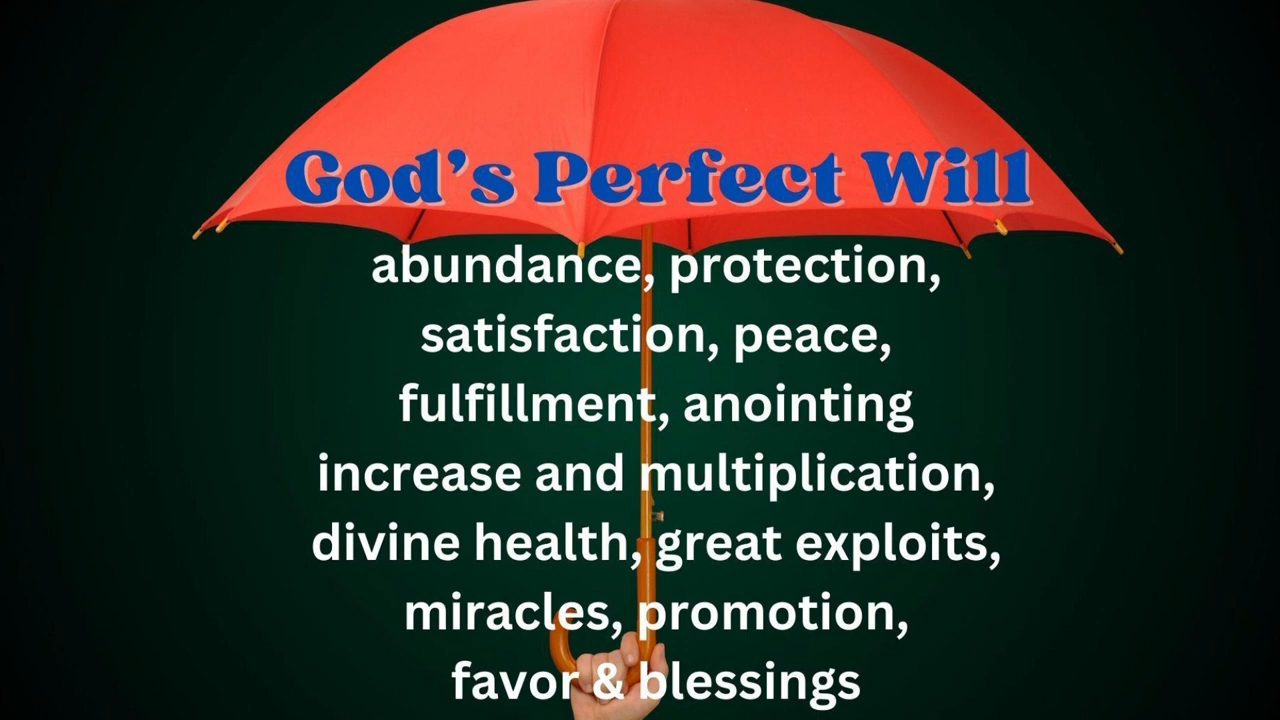 God's Perfect Will
abundance, protection,
satisfaction, peace,
fulfillment, anointing
increase and multiplication,
divine health, great exploits,
miracles, promotion,
favor & blessings